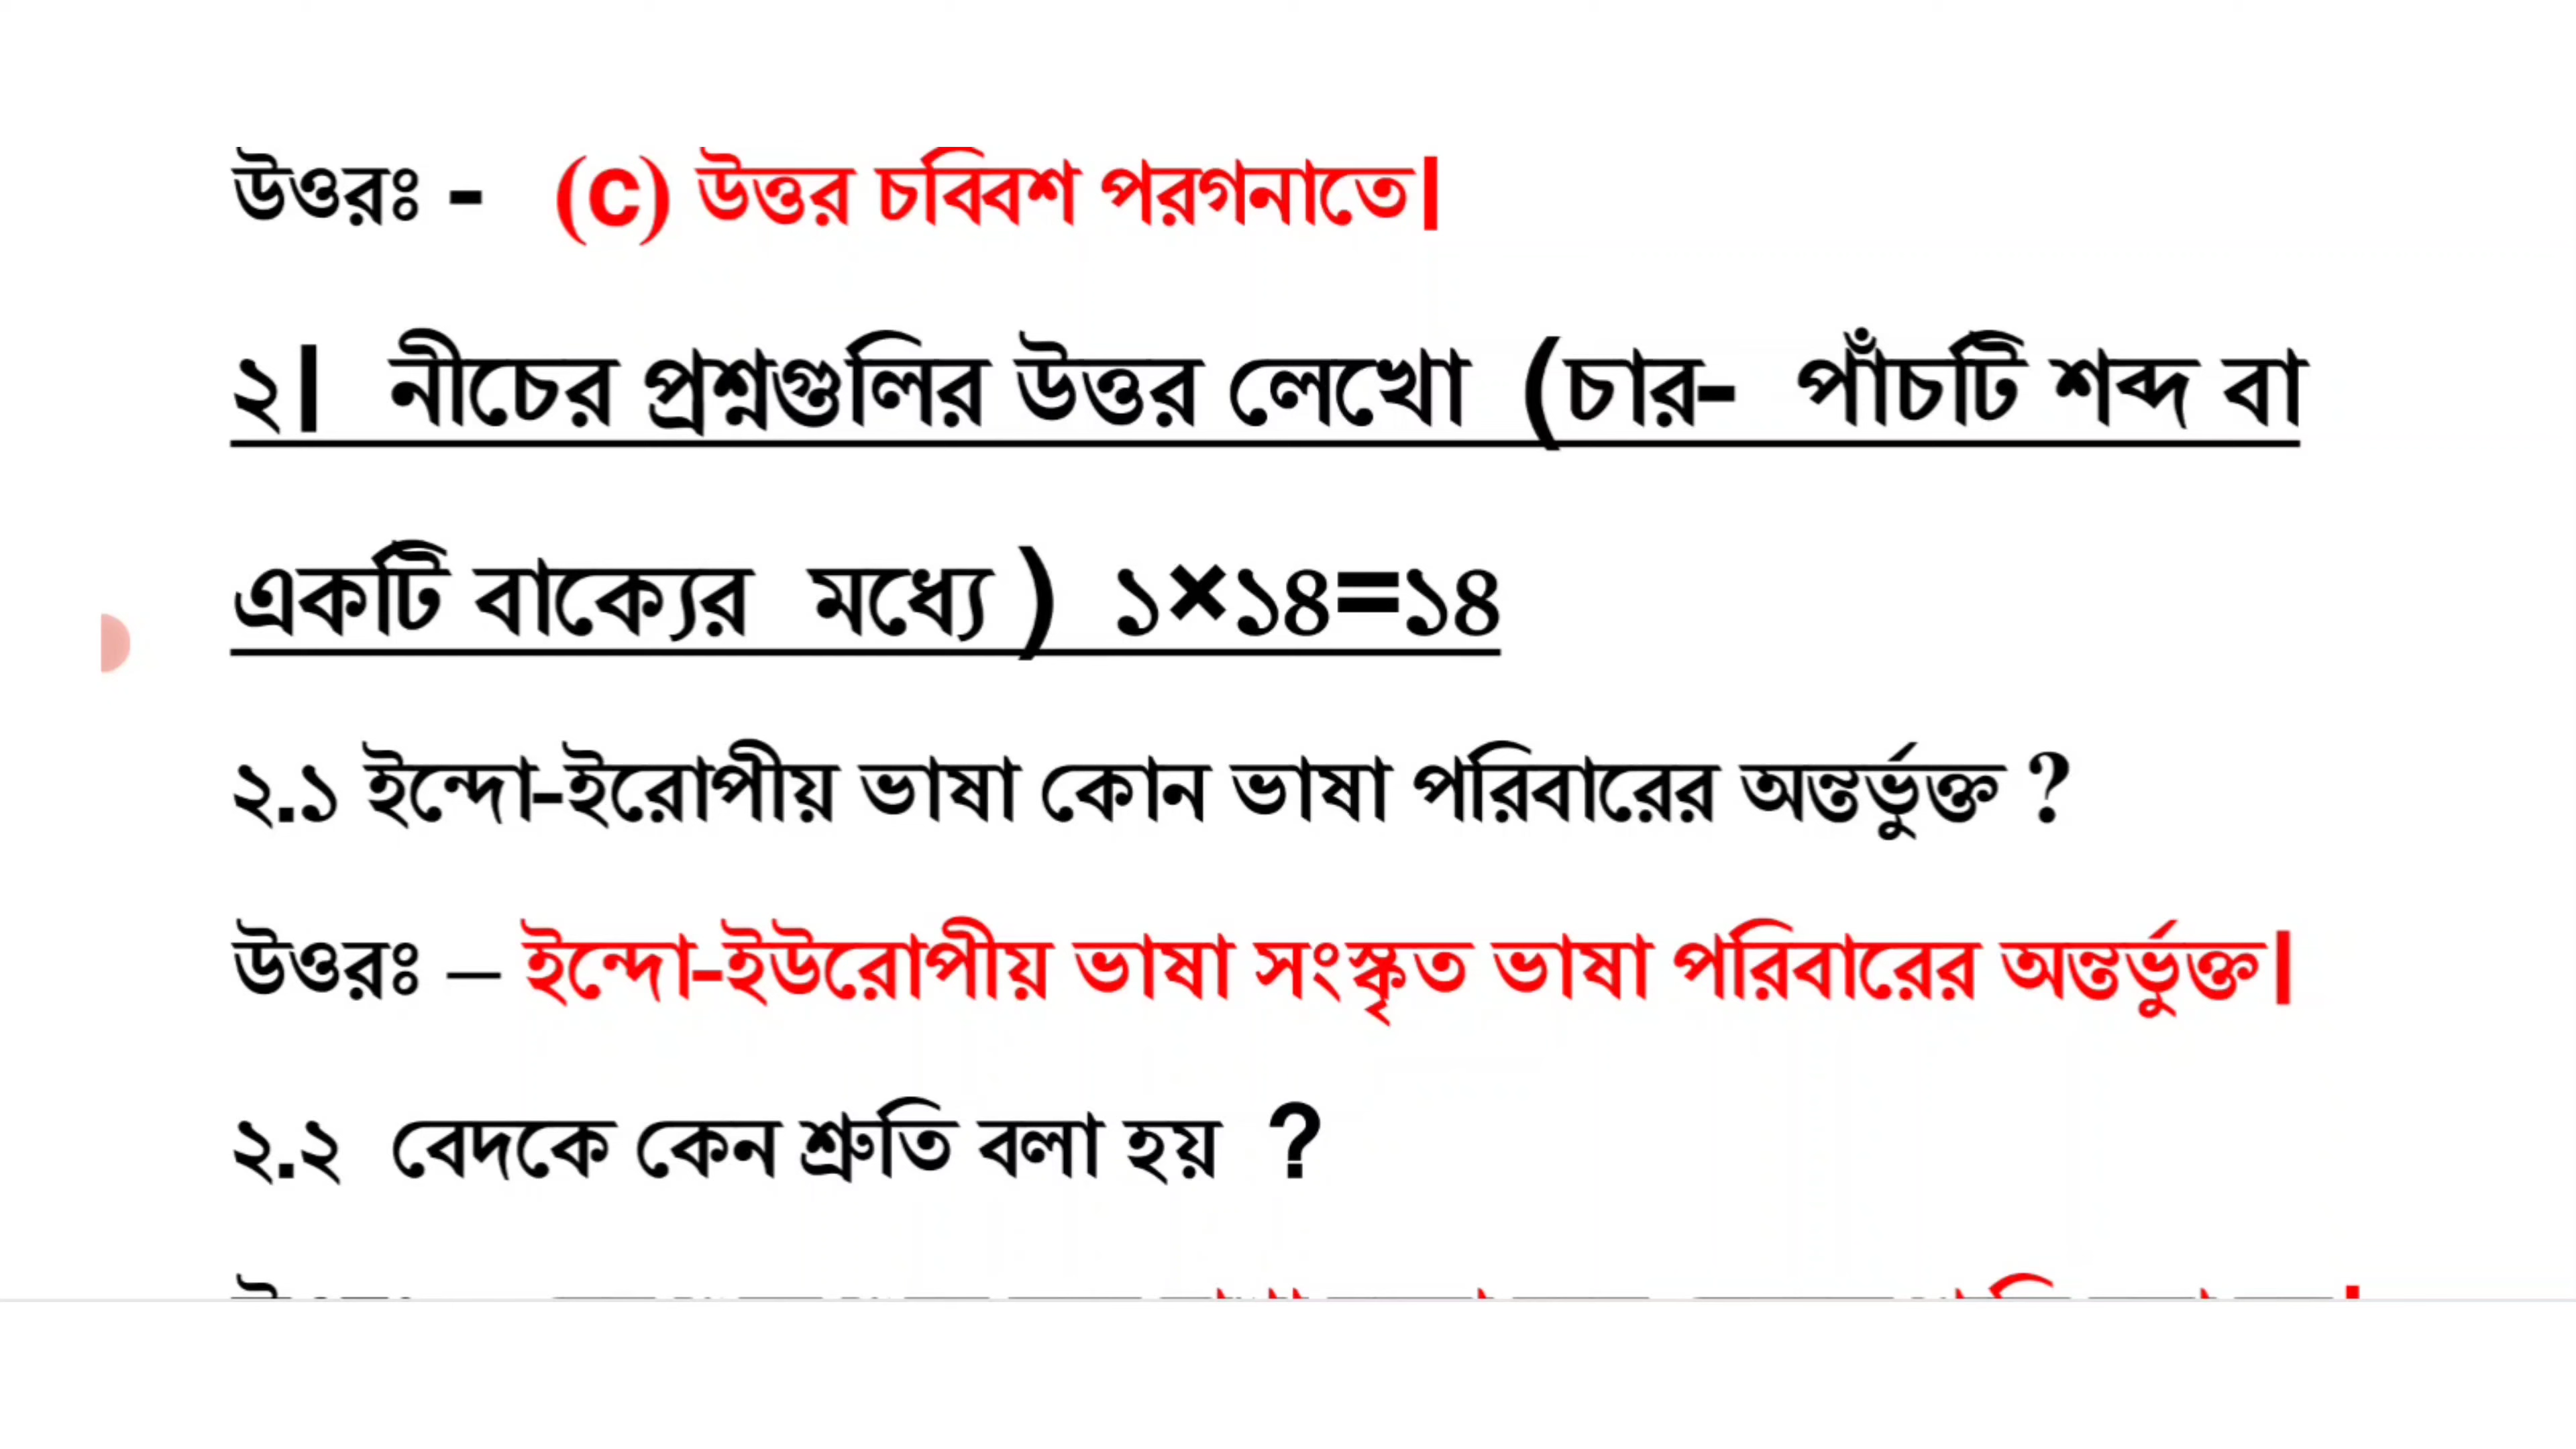 উওরঃ - (c) উত্তর চব্বিশ পরগনাতে।
২। নীচের প্রশ্নগুলির উত্তর লেখো (চার- পাঁচটি শব্দ বা
একটি বাক্যের মধ্যে ) ১×১৪=১৪
২.১ ইন্দো-ইরোপীয় ভাষা কোন ভাষা পরিবারের অন্তর্ভুক্ত ?
উওরঃ – ইন্দো-ইউরোপীয় ভাষা সংস্কৃত ভাষা পরিবারের অন্তর্ভুক্ত।
২.২ বেদকে কেন শ্রুতি বলা হয় ?